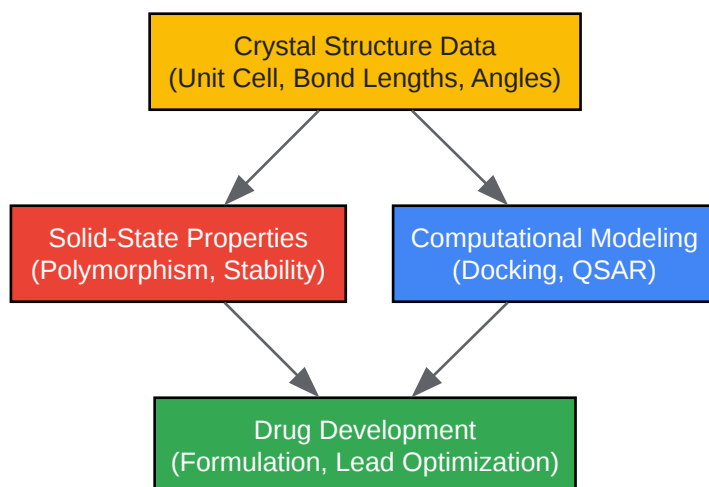 Crystal Structure Data
(Unit Cell, Bond Lengths, Angles)
Solid-State Properties
(Polymorphism, Stability)
Computational Modeling
(Docking, QSAR)
Drug Development
(Formulation, Lead Optimization)